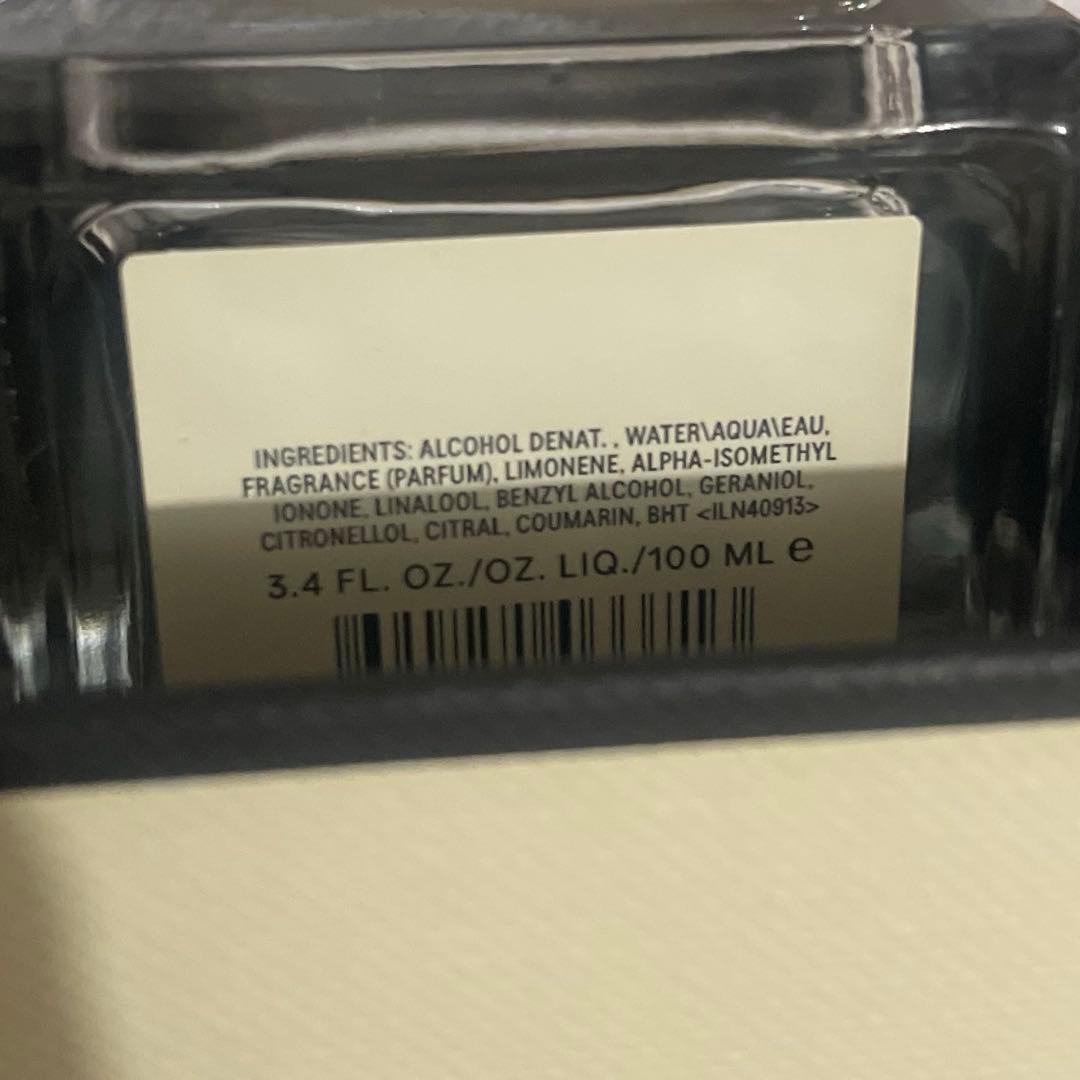 INGREDIENTS: ALCOHOL DENAT. , WATER\AQUA\EAU,
FRAGRANCE (PARFUM), LIMONENE, ALPHA-ISOMETHYL
IONONE, LINALOOL, BENZYL ALCOHOL, GERANIOL,
CITRONELLOL, CITRAL, COUMARIN, BHT <ILN40913>
3.4 FL. OZ./OZ. LIQ./100 ML e